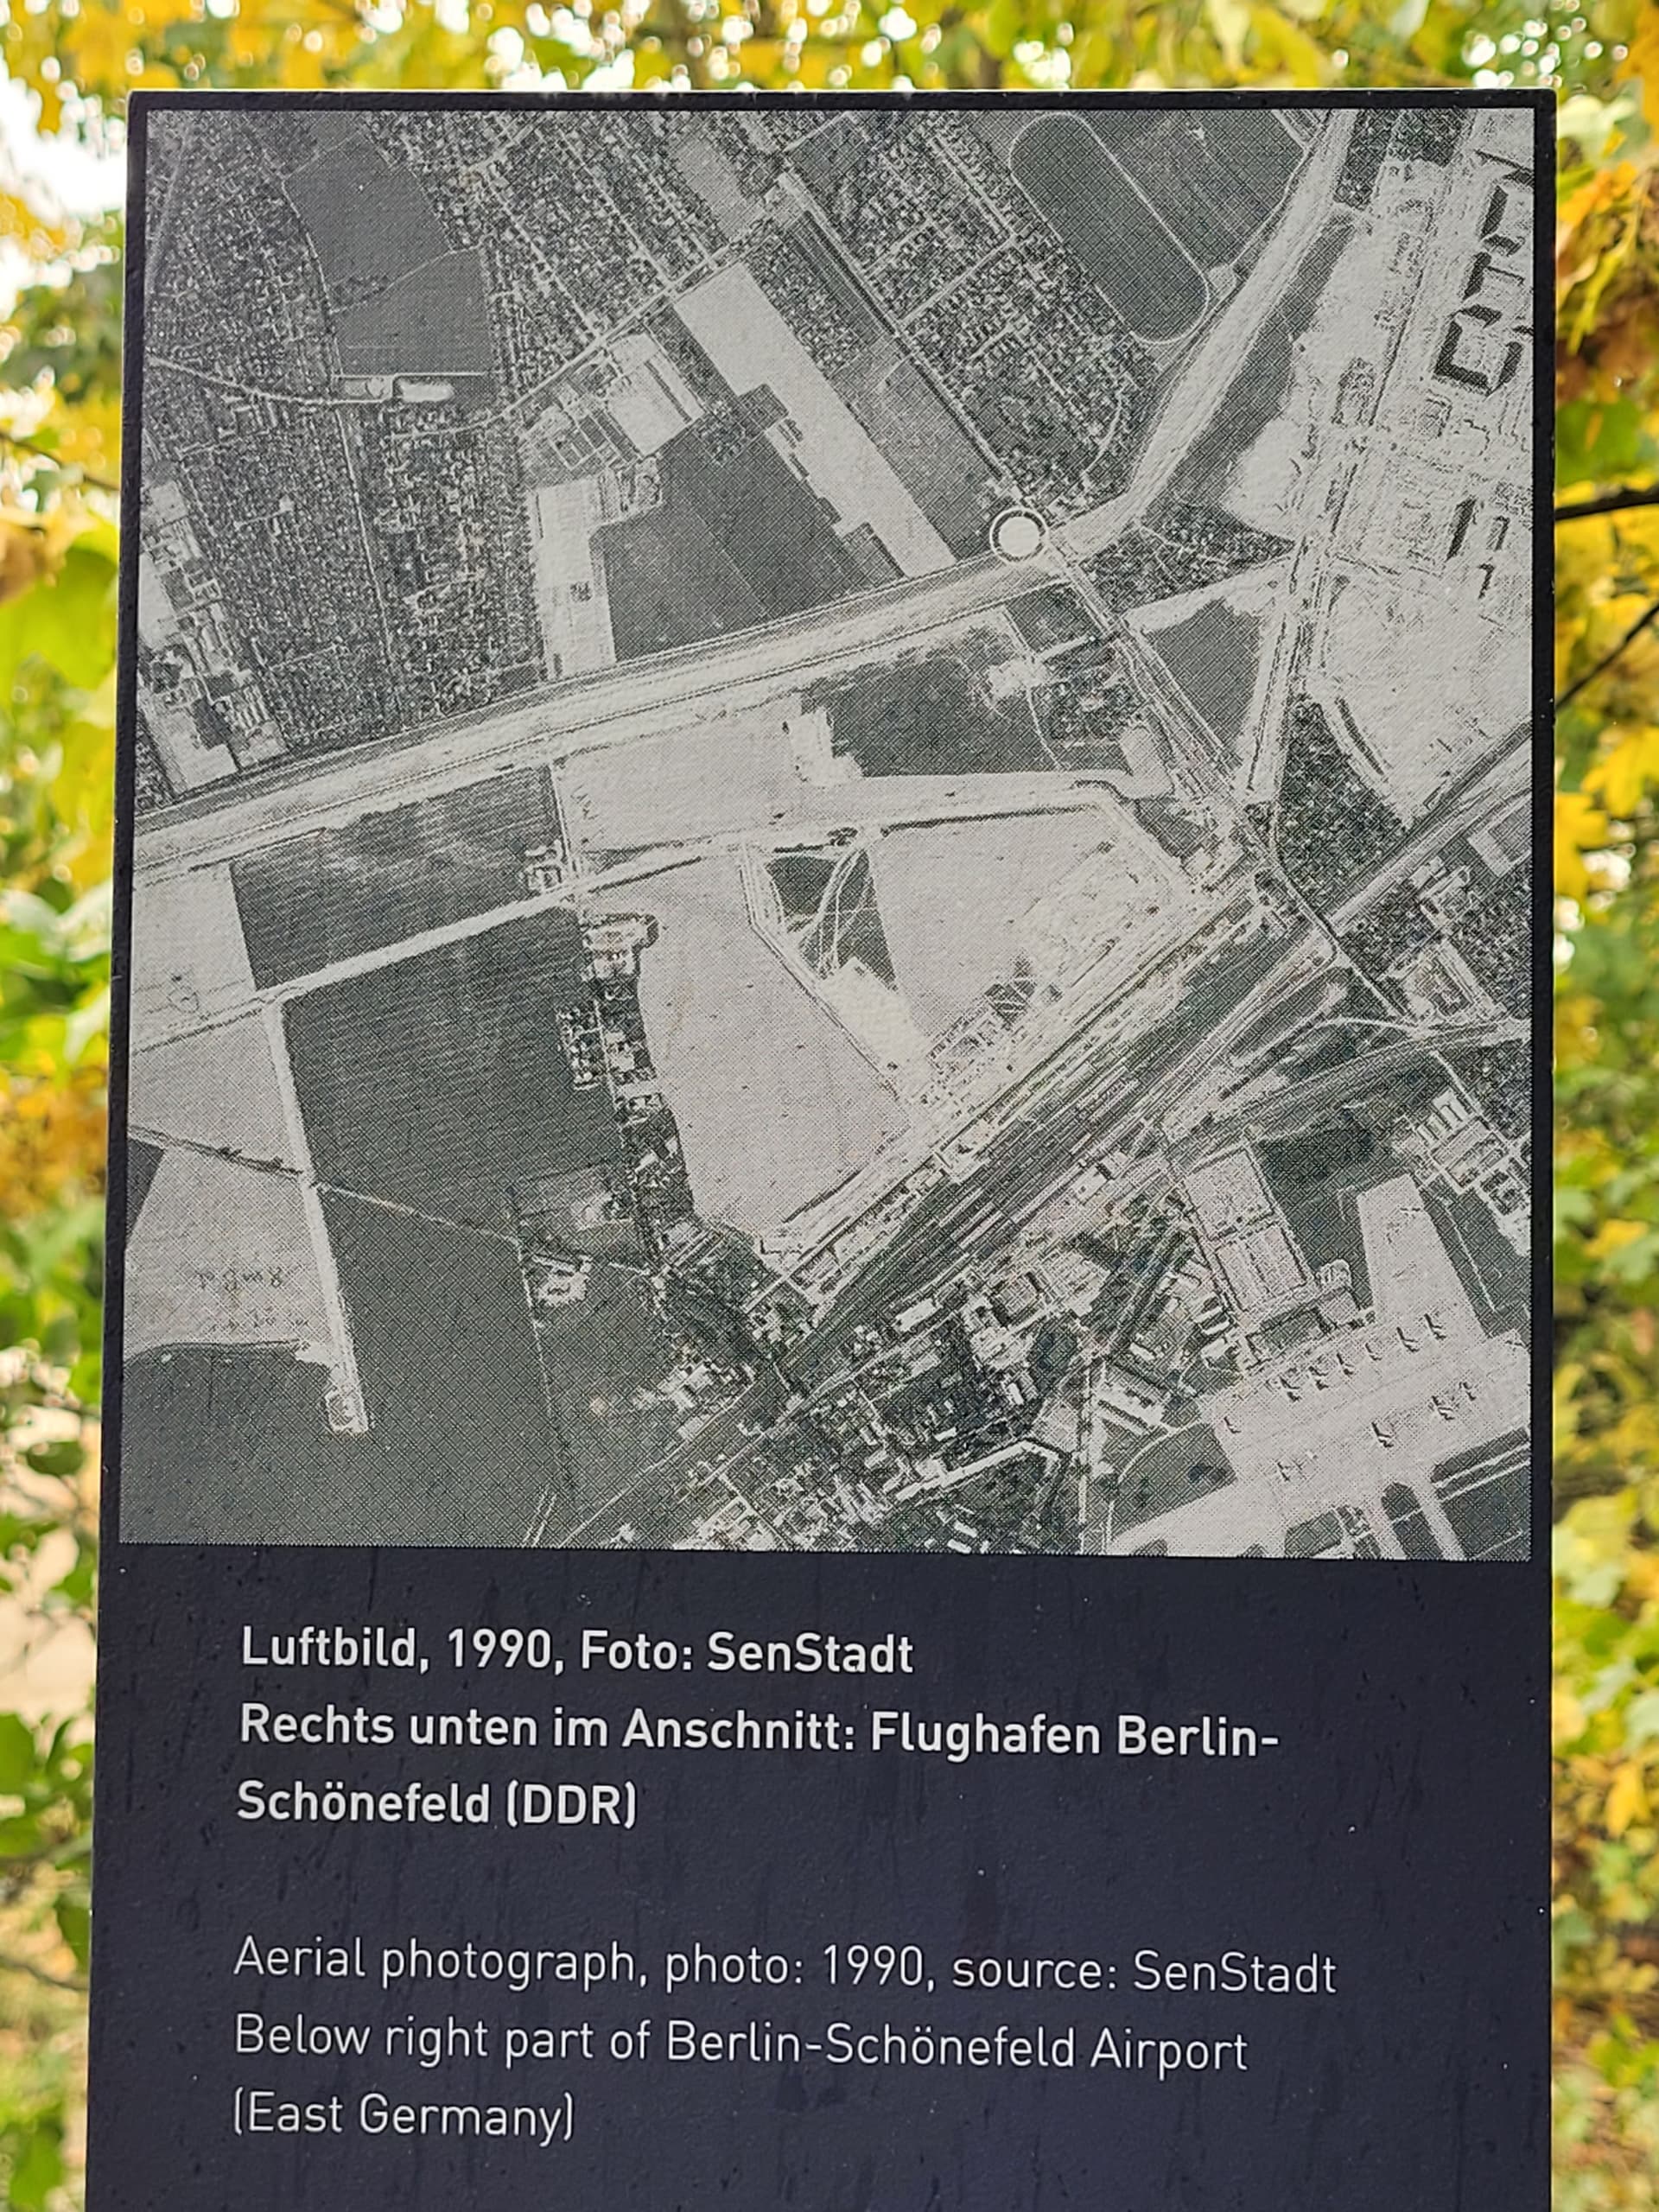 Luftbild, 1990, Foto: SenStadt
Rechts unten im Anschnitt: Flughafen Berlin-
Schönefeld (DDR)
Aerial photograph, photo: 1990, source: SenStadt
Below right part of Berlin-Schönefeld Airport
(East Germany)